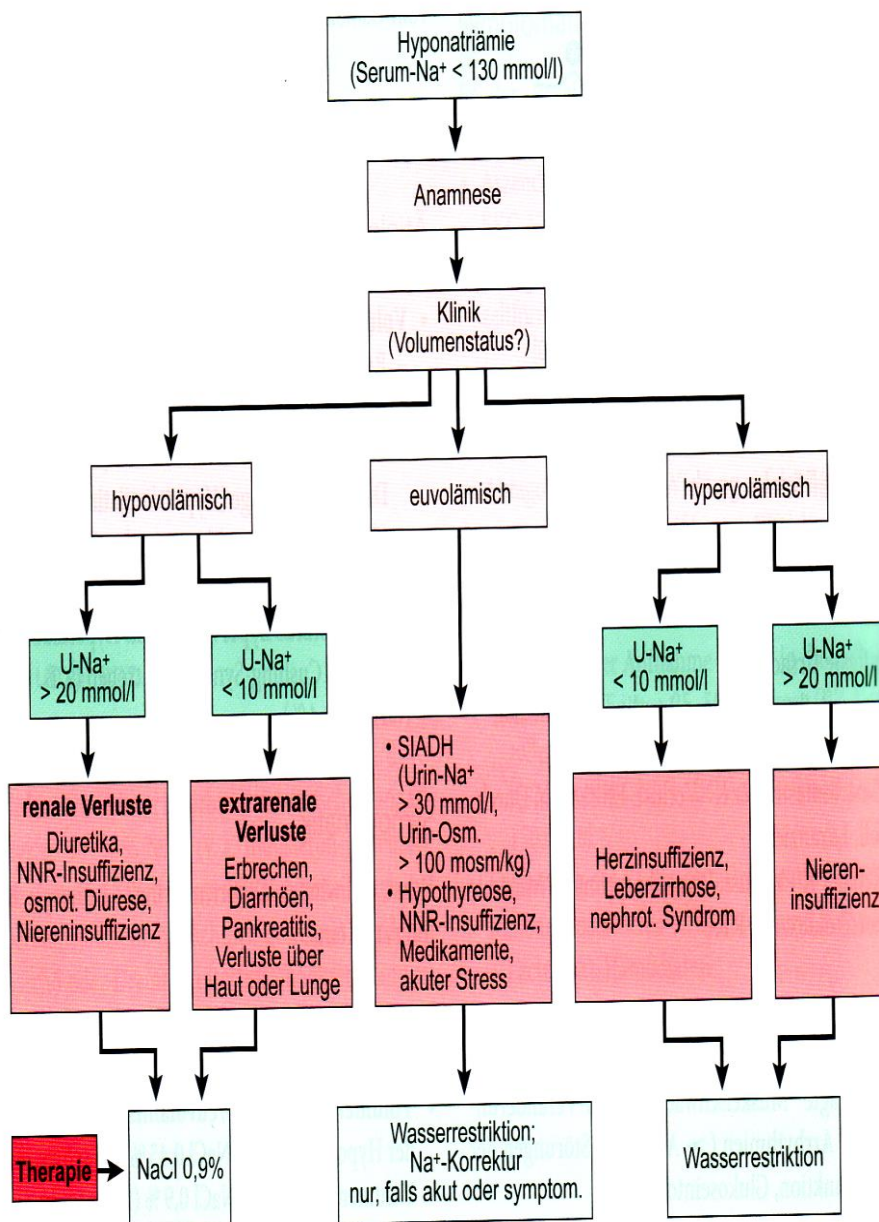 Hyponatriämie
(Serum-Na⁺ < 130 mmol/l)
Anamnese
Klinik
(Volumenstatus?)
hypovolämisch
euvolämisch
hypervolämisch
U-Na⁺
> 20 mmol/l
U-Na⁺
< 10 mmol/l
U-Na⁺
< 10 mmol/l
U-Na⁺
> 20 mmol/l
renale Verluste
Diuretika,
NNR-Insuffizienz,
osmot. Diurese,
Niereninsuffizienz
extrarenale
Verluste
Erbrechen,
Diarrhöen,
Pankreatitis,
Verluste über
Haut oder Lunge
• SIADH
(Urin-Na⁺
> 30 mmol/l,
Urin-Osm.
> 100 mosm/kg)
• Hypothyreose,
NNR-Insuffizienz,
Medikamente,
akuter Stress
Herzinsuffizienz,
Leberzirrhose,
nephrot. Syndrom
Nieren-
insuffizienz
Therapie
NaCl 0,9%
Wasserrestriktion;
Na⁺-Korrektur
nur, falls akut oder symptom.
Wasserrestriktion